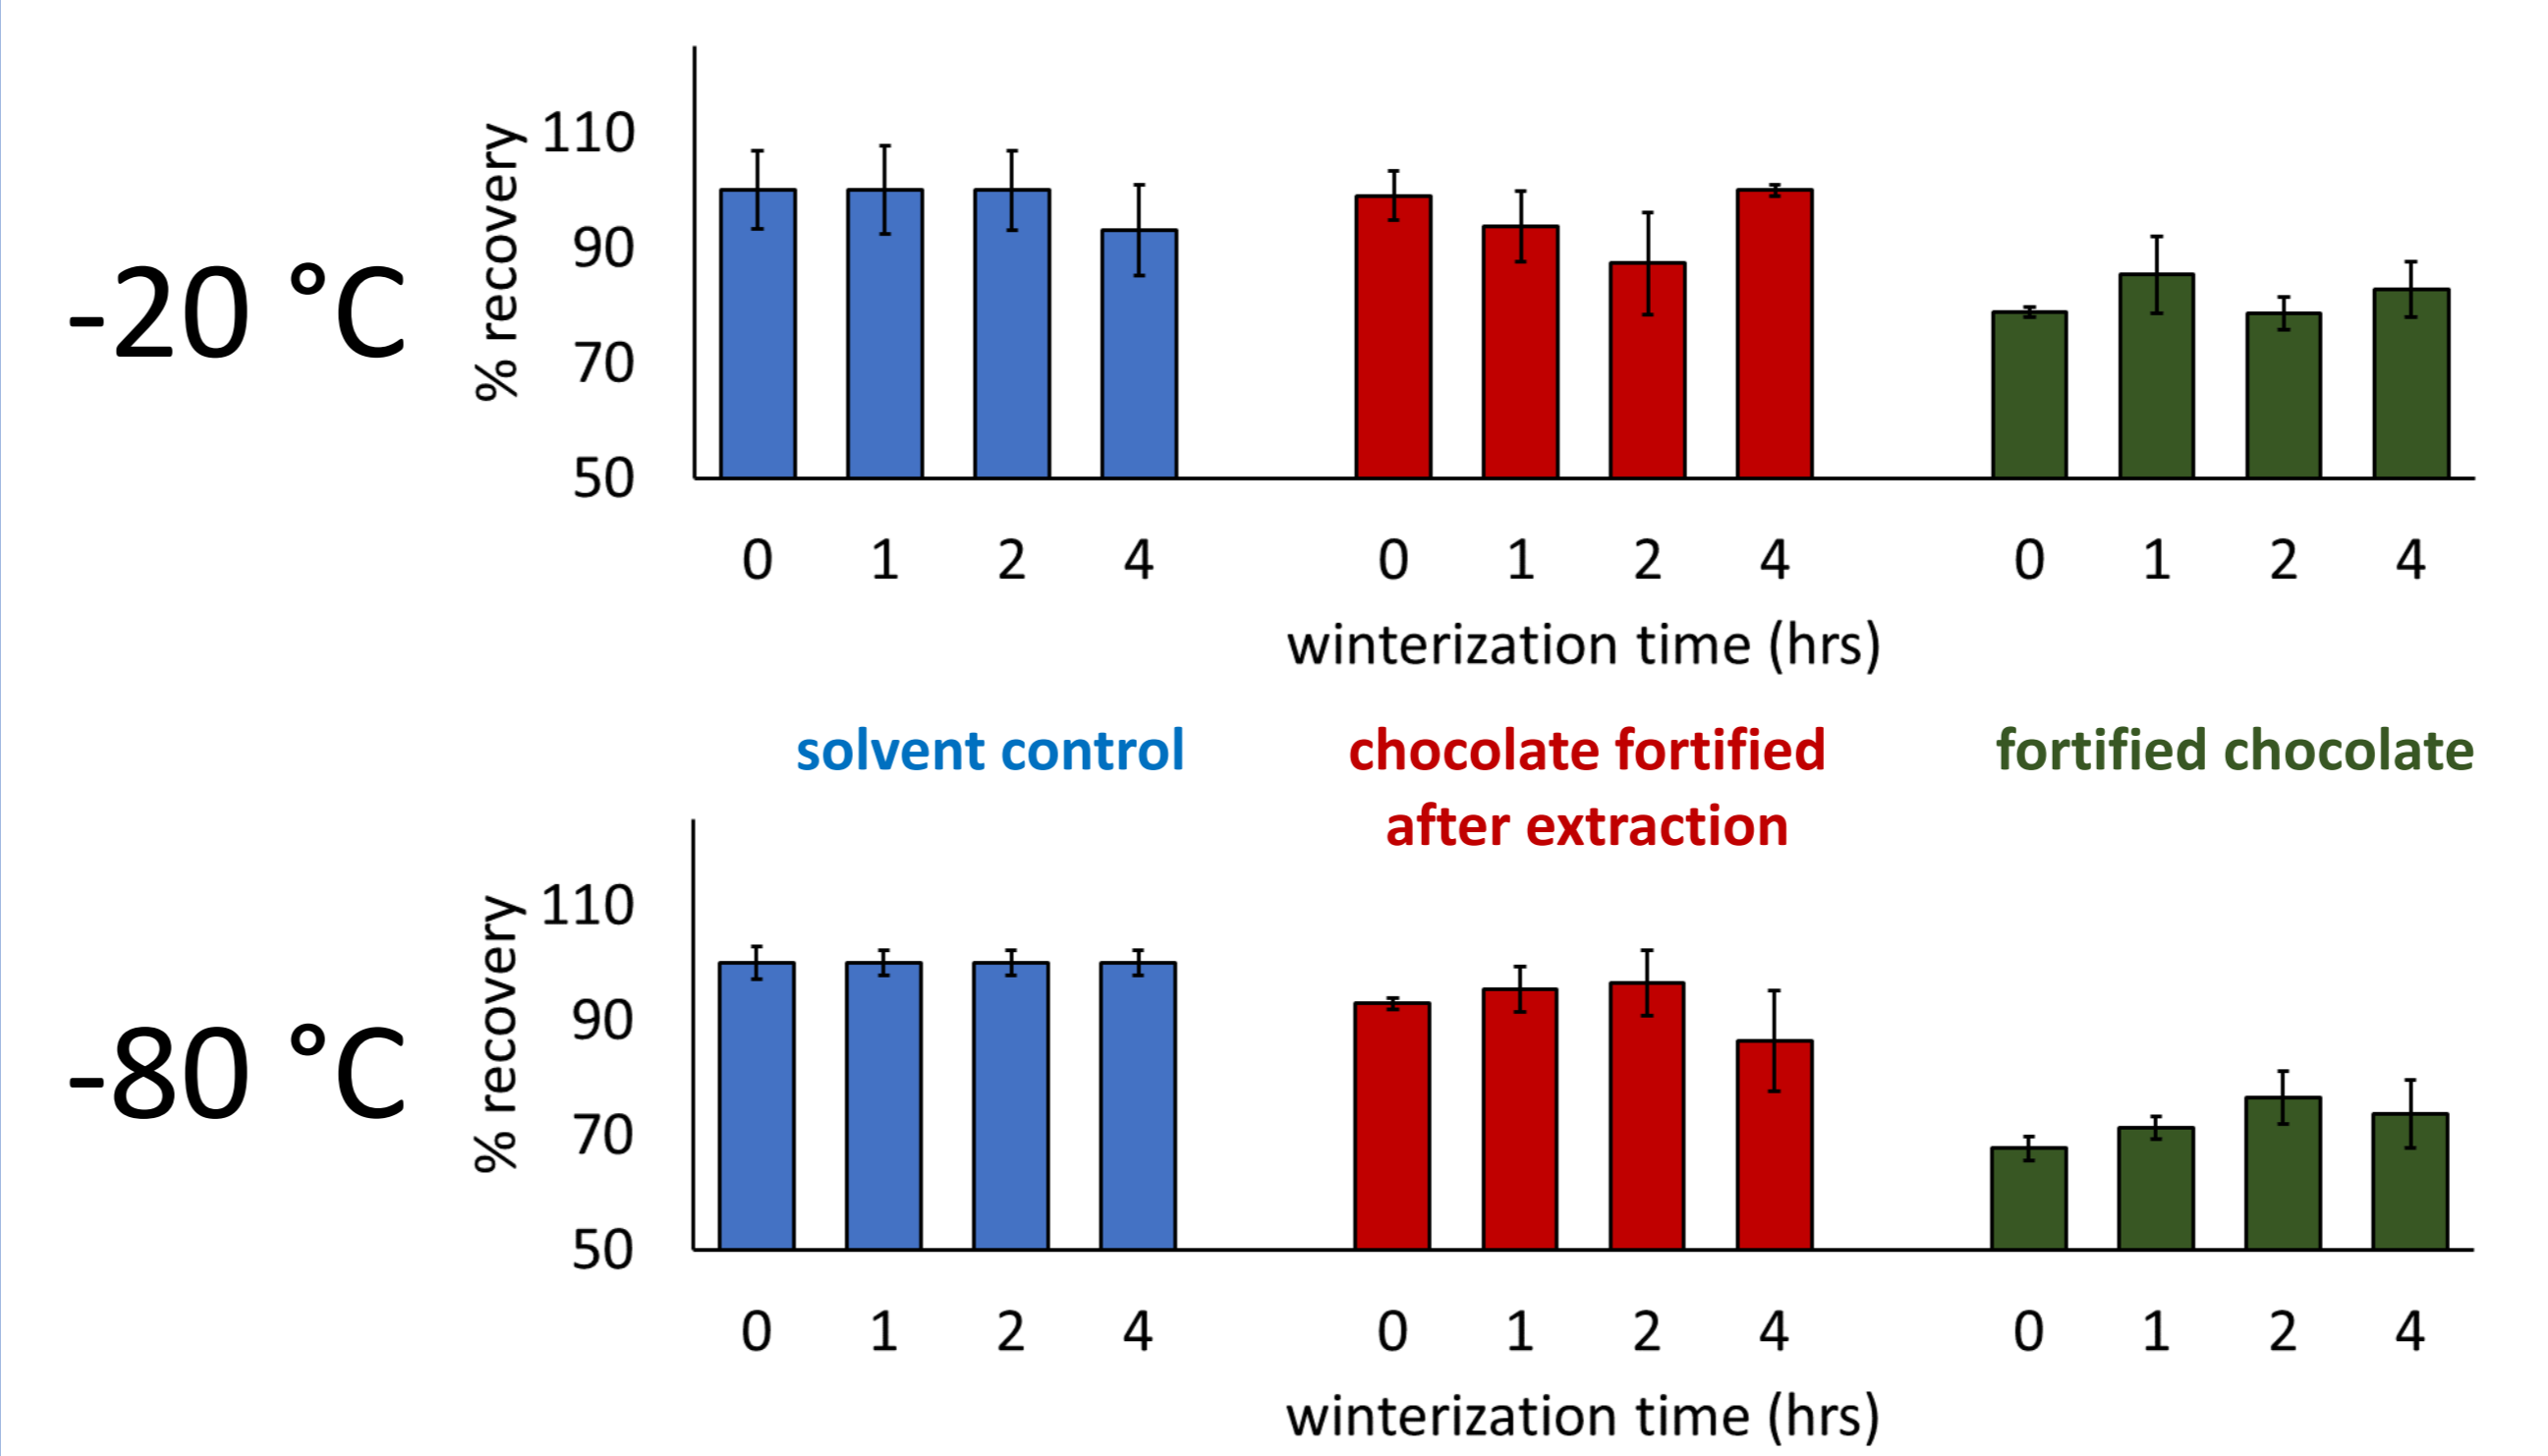 -20 °C
% recovery
110
90
70
50
0 1 2 4 0 1 2 4 0 1 2 4
winterization time (hrs)
solvent control
chocolate fortified
after extraction
fortified chocolate
-80 °C
% recovery
110
90
70
50
0 1 2 4 0 1 2 4 0 1 2 4
winterization time (hrs)